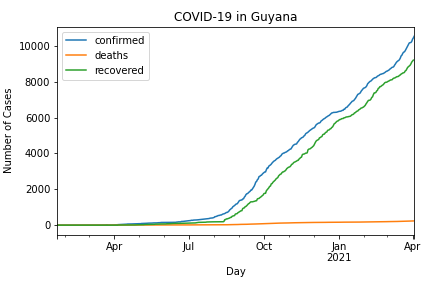 COVID-19 in Guyana
confirmed
deaths
recovered
Number of Cases
10000
8000
6000
4000
2000
0
Apr
Jul
Oct
Jan
2021
Apr
Day